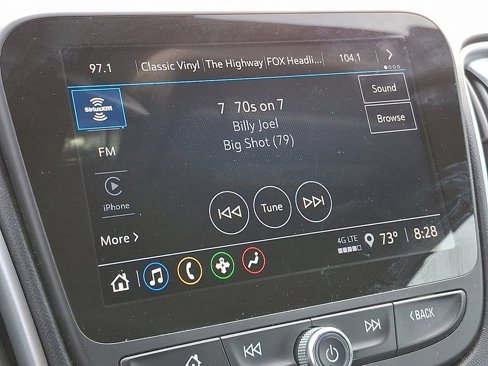 97.1 Classic Vinyl The Highway FOX Headli... 104.1
SiriusXM
7 70s on 7
Sound
Billy Joel
Browse
Big Shot (79)
FM
iPhone
Tune
More
4G LTE 73° 8:28
BACK